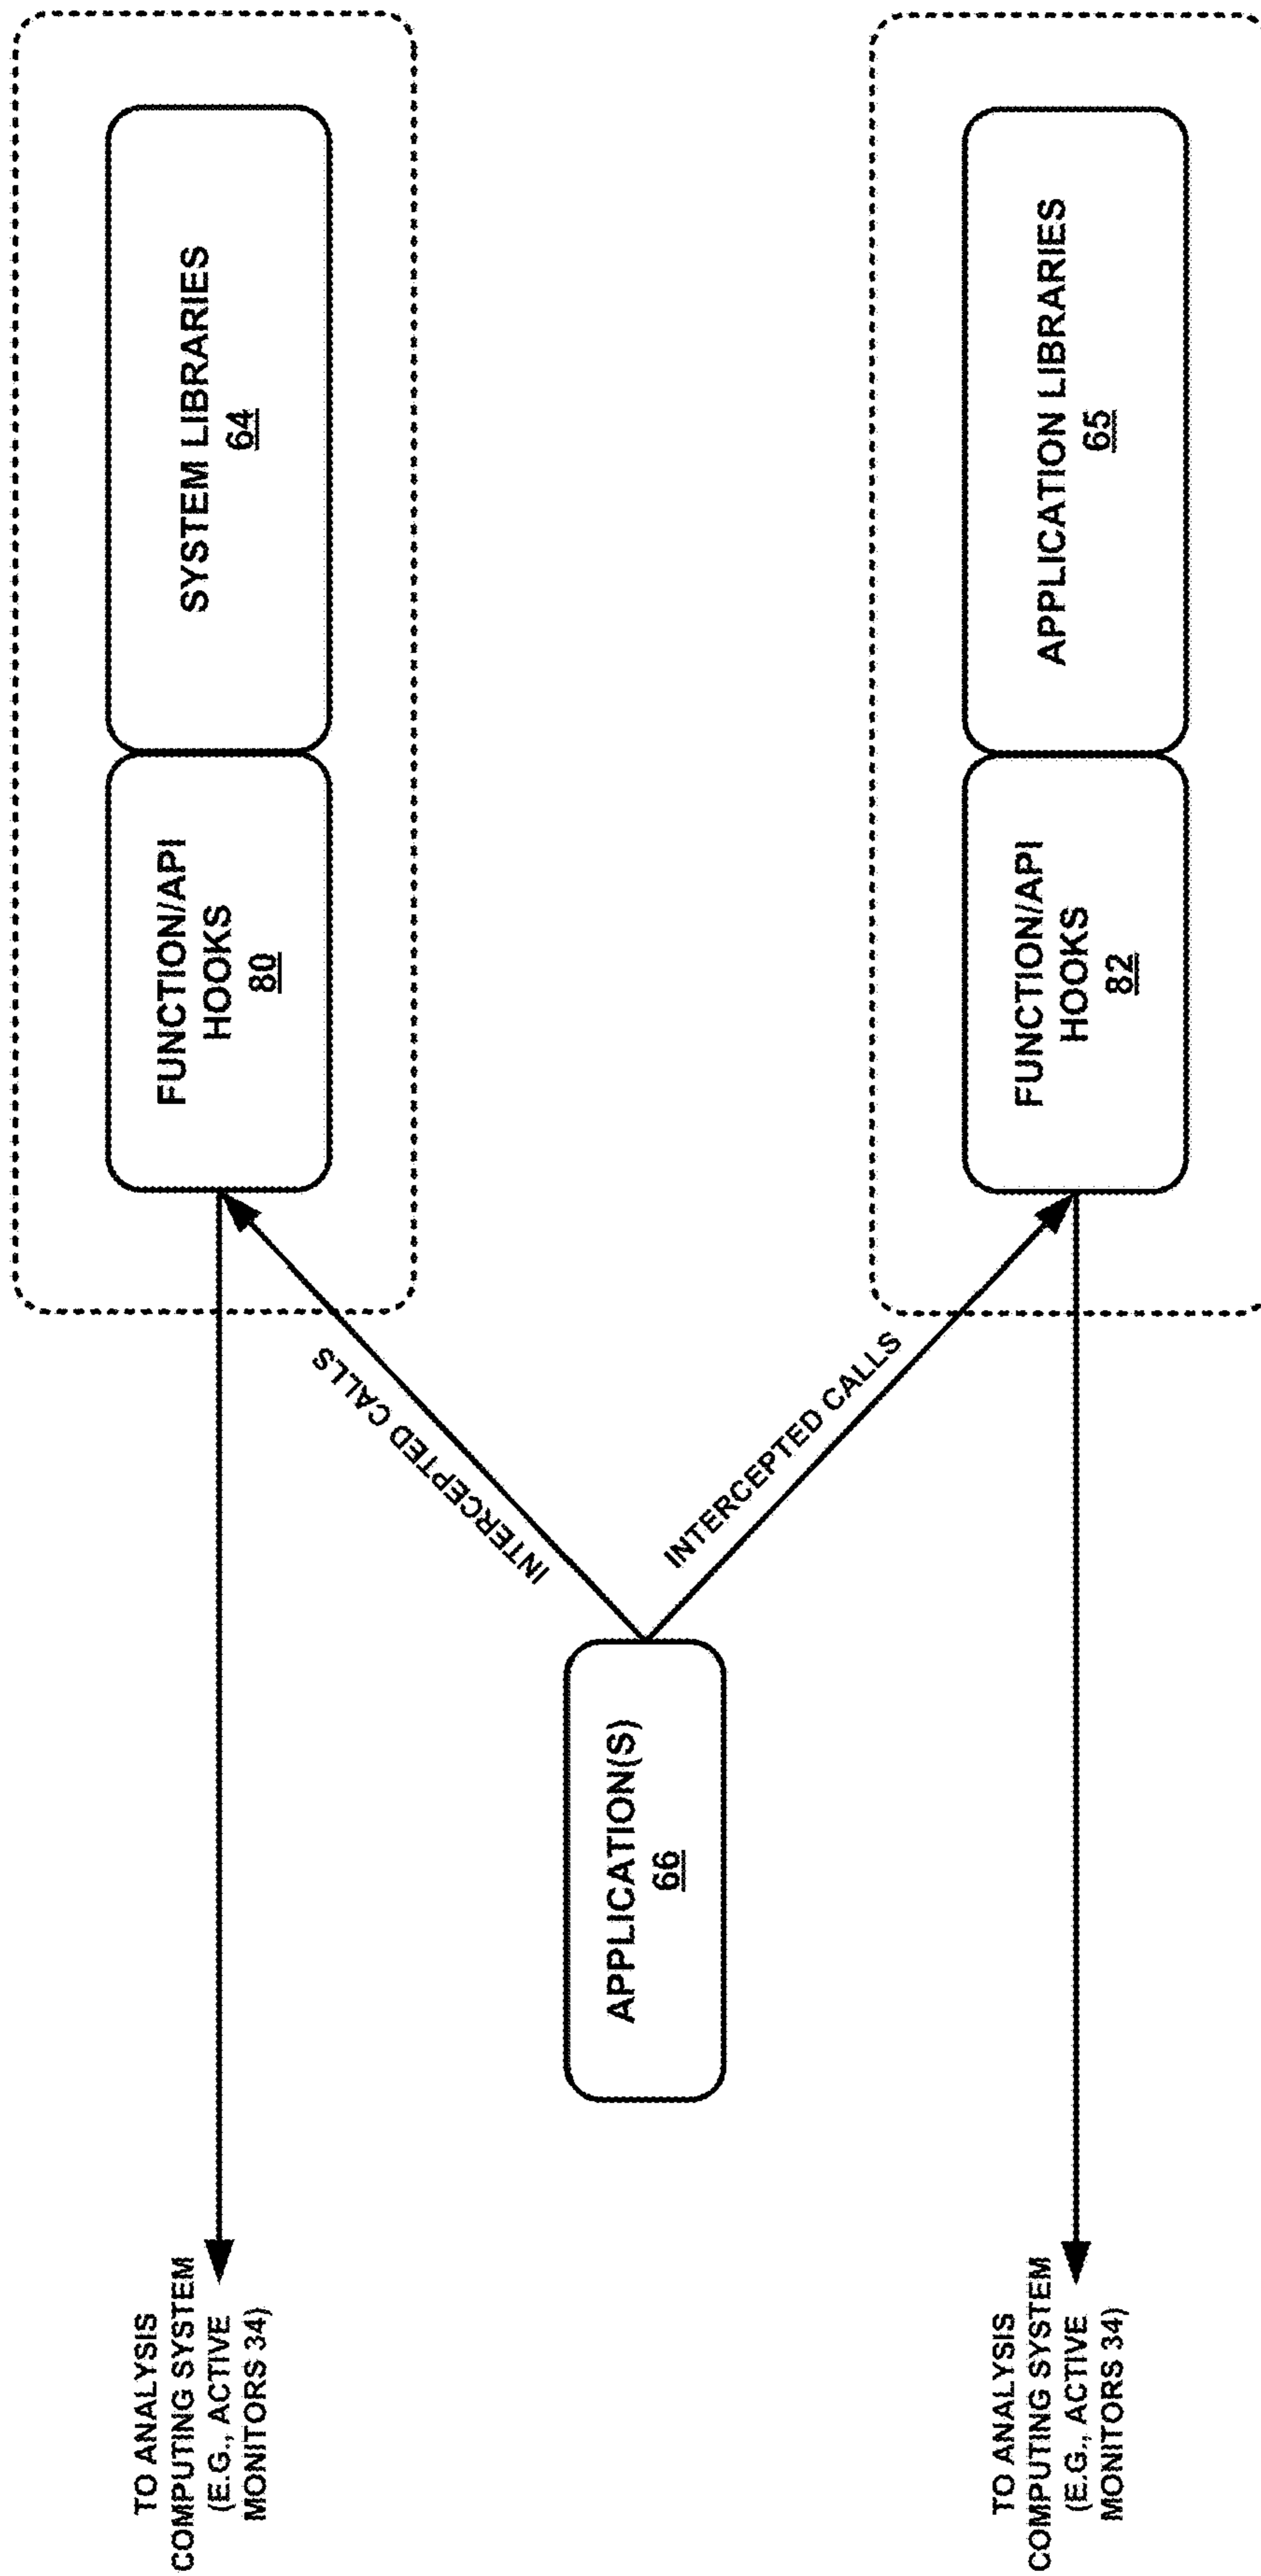 SYSTEM LIBRARIES
64
FUNCTION/API
HOOKS
80
INTERCEPTED CALLS
TO ANALYSIS
COMPUTING SYSTEM
(E.G., ACTIVE
MONITORS 34)
APPLICATION(S)
66
INTERCEPTED CALLS
APPLICATION LIBRARIES
65
FUNCTION/API
HOOKS
82
TO ANALYSIS
COMPUTING SYSTEM
(E.G., ACTIVE
MONITORS 34)